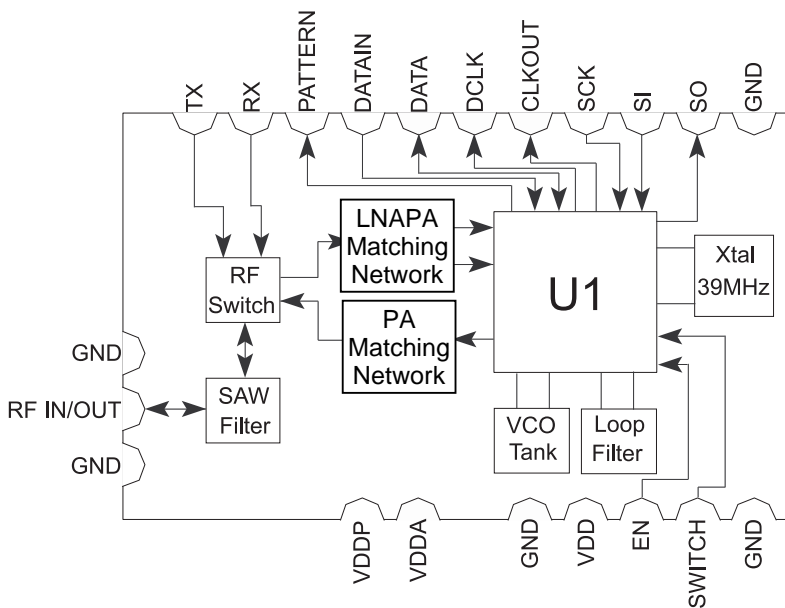 TX
RX
PATTERN
DATAIN
DATA
DCLK
CLKOUT
SCK
SI
SO
GND
LNAPA
Matching
Network
RF
Switch
PA
Matching
Network
U1
Xtal
39MHz
GND
RF IN/OUT
GND
SAW
Filter
VCO
Tank
Loop
Filter
VDDP
VDDA
GND
VDD
EN
SWITCH
GND